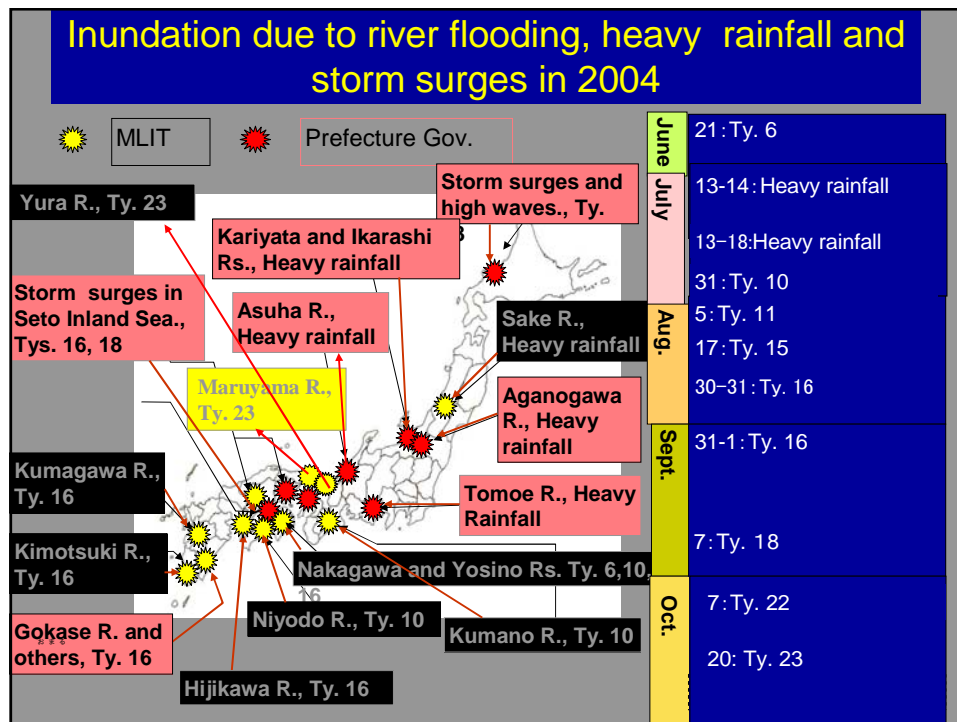 Inundation due to river flooding, heavy rainfall and
storm surges in 2004
MLIT
Prefecture Gov.
Yura R., Ty. 23
Storm surges and
high waves., Ty.
Kariyata and Ikarashi
Rs., Heavy rainfall
Storm surges in
Seto Inland Sea.,
Tys. 16, 18
Asuha R.,
Heavy rainfall
Sake R.,
Heavy rainfall
Maruyama R.,
Ty. 23
Aganogawa
R., Heavy
rainfall
Kumagawa R.,
Ty. 16
Tomoe R., Heavy
Rainfall
Kimotsuki R.,
Ty. 16
Nakagawa and Yosino Rs. Ty. 6,10,
16
Niyodo R., Ty. 10
Kumano R., Ty. 10
Gokase R. and
others, Ty. 16
Hijikawa R., Ty. 16
June
21: Ty. 6
July
13-14: Heavy rainfall
13-18:Heavy rainfall
31: Ty. 10
Aug.
5: Ty. 11
17: Ty. 15
30-31: Ty. 16
Sept.
31-1: Ty. 16
7: Ty. 18
Oct.
7: Ty. 22
20: Ty. 23